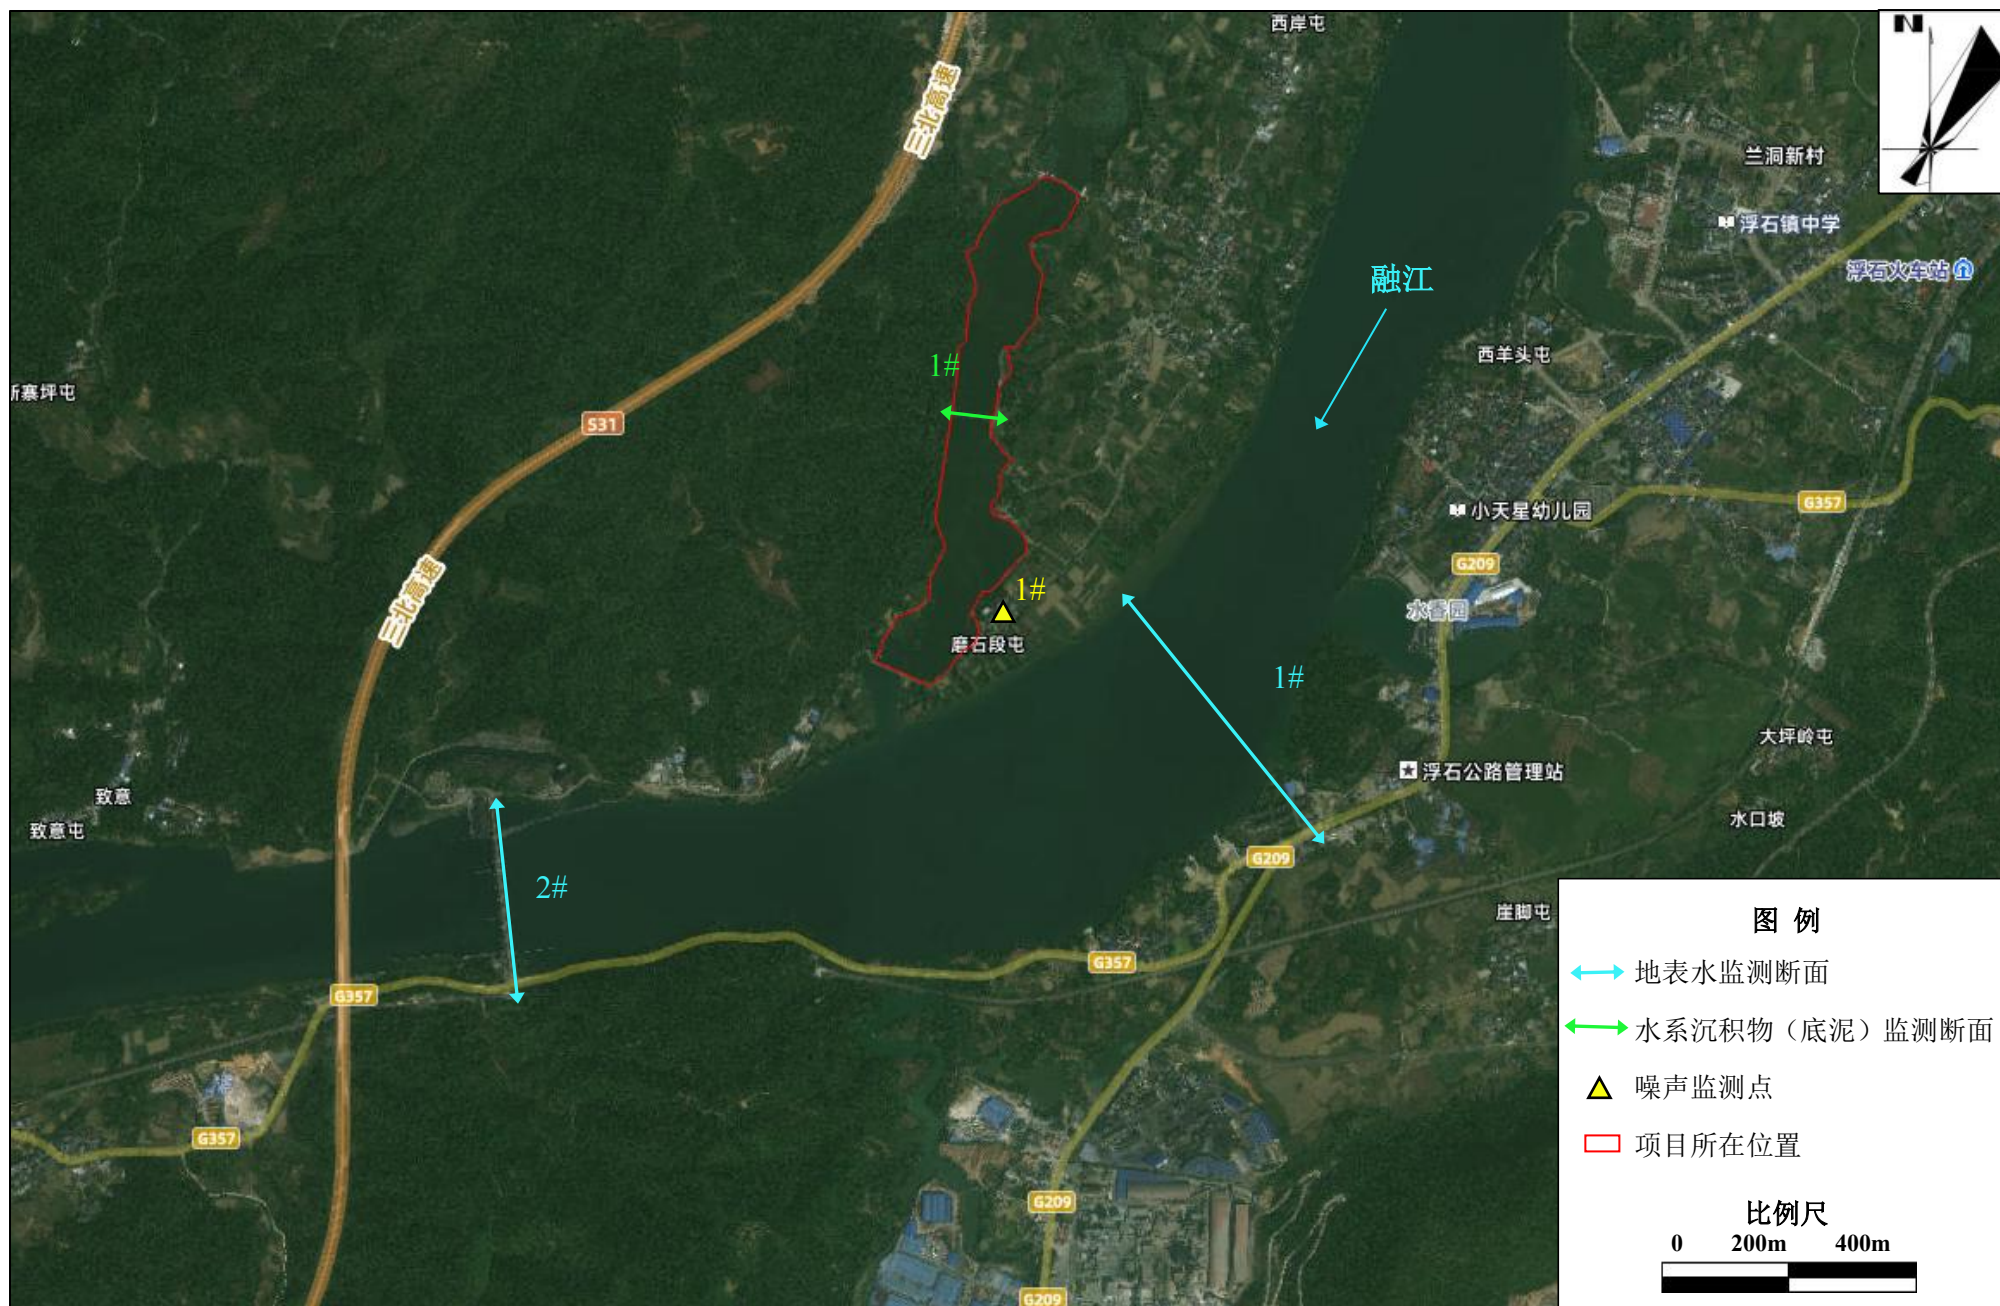 西岸屯
N
三北高速
兰洞新村
浮石镇中学
浮石火车站
融江
西羊头屯
1#
新寨坪屯
S31
小天星幼儿园
G357
G209
三北高速
1#
水香园
磨石段屯
1#
大坪岭屯
浮石公路管理站
致意
水口坡
致意屯
G209
2#
崖脚屯
G357
G357
G357
G209
G209
图 例
地表水监测断面
水系沉积物（底泥）监测断面
噪声监测点
项目所在位置
比例尺
0 200m 400m